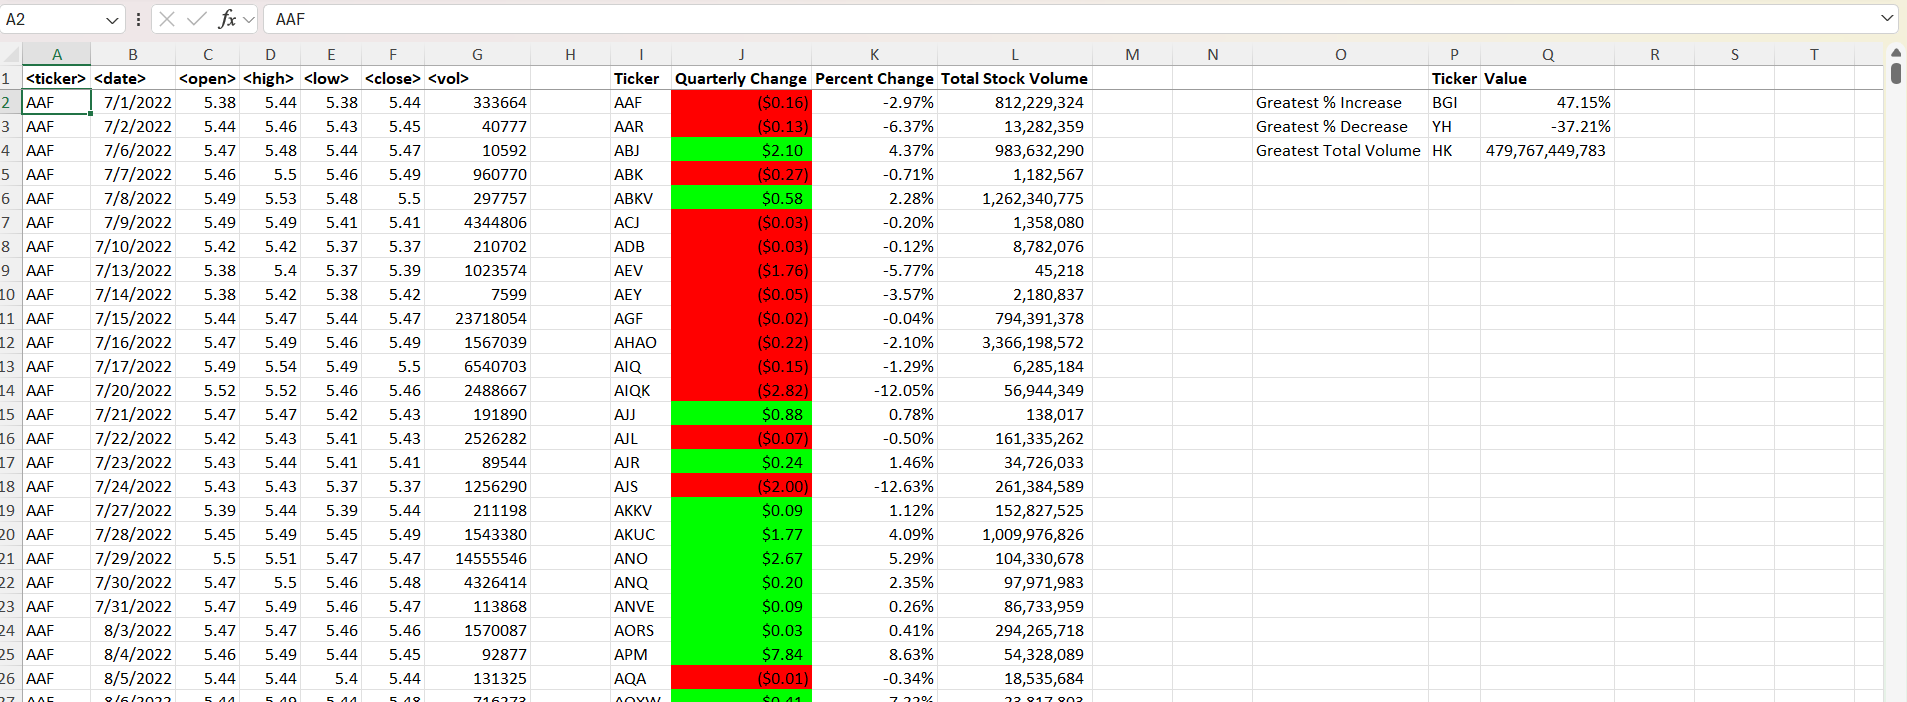 A2 fx AAF
A B C D E F G H I J K L M N O P Q R S T
1 <ticker> <date> <open> <high> <low> <close> <vol> Ticker Quarterly Change Percent Change Total Stock Volume Ticker Value
2 AAF 7/1/2022 5.38 5.44 5.38 5.44 333664 AAF ($0.16) -2.97% 812,229,324 Greatest % Increase BGI 47.15%
3 AAF 7/2/2022 5.44 5.46 5.43 5.45 40777 AAR ($0.13) -6.37% 13,282,359 Greatest % Decrease YH -37.21%
4 AAF 7/6/2022 5.47 5.48 5.44 5.47 10592 ABJ $2.10 4.37% 983,632,290 Greatest Total Volume HK 479,767,449,783
5 AAF 7/7/2022 5.46 5.5 5.46 5.49 960770 ABK ($0.27) -0.71% 1,182,567
6 AAF 7/8/2022 5.49 5.53 5.48 5.5 297757 ABKV $0.58 2.28% 1,262,340,775
7 AAF 7/9/2022 5.49 5.49 5.41 5.41 4344806 ACJ ($0.03) -0.20% 1,358,080
8 AAF 7/10/2022 5.42 5.42 5.37 5.37 210702 ADB ($0.03) -0.12% 8,782,076
9 AAF 7/13/2022 5.38 5.4 5.37 5.39 1023574 AEV ($1.76) -5.77% 45,218
10 AAF 7/14/2022 5.38 5.42 5.38 5.42 7599 AEY ($0.05) -3.57% 2,180,837
11 AAF 7/15/2022 5.44 5.47 5.44 5.47 23718054 AGF ($0.02) -0.04% 794,391,378
12 AAF 7/16/2022 5.47 5.49 5.46 5.49 1567039 AHAO ($0.22) -2.10% 3,366,198,572
13 AAF 7/17/2022 5.49 5.54 5.49 5.5 6540703 AIQ ($0.15) -1.29% 6,285,184
14 AAF 7/20/2022 5.52 5.52 5.46 5.46 2488667 AIQK ($2.82) -12.05% 56,944,349
15 AAF 7/21/2022 5.47 5.47 5.42 5.43 191890 AJJ $0.88 0.78% 138,017
16 AAF 7/22/2022 5.42 5.43 5.41 5.43 2526282 AJL ($0.07) -0.50% 161,335,262
17 AAF 7/23/2022 5.43 5.44 5.41 5.41 89544 AJR $0.24 1.46% 34,726,033
18 AAF 7/24/2022 5.43 5.43 5.37 5.37 1256290 AJS ($2.00) -12.63% 261,384,589
19 AAF 7/27/2022 5.39 5.44 5.39 5.44 211198 AKKV $0.09 1.12% 152,827,525
20 AAF 7/28/2022 5.45 5.49 5.45 5.49 1543380 AKUC $1.77 4.09% 1,009,976,826
21 AAF 7/29/2022 5.5 5.51 5.47 5.47 14555546 ANO $2.67 5.29% 104,330,678
22 AAF 7/30/2022 5.47 5.5 5.46 5.48 4326414 ANQ $0.20 2.35% 97,971,983
23 AAF 7/31/2022 5.47 5.49 5.46 5.47 113868 ANVE $0.09 0.26% 86,733,959
24 AAF 8/3/2022 5.47 5.47 5.46 5.46 1570087 AORS $0.03 0.41% 294,265,718
25 AAF 8/4/2022 5.46 5.49 5.44 5.45 92877 APM $7.84 8.63% 54,328,089
26 AAF 8/5/2022 5.44 5.44 5.4 5.44 131325 AQA ($0.01) -0.34% 18,535,684
27 AAF 8/6/2022 5.44 5.49 5.44 5.48 716273 $0.41 7.22% 23,817,803